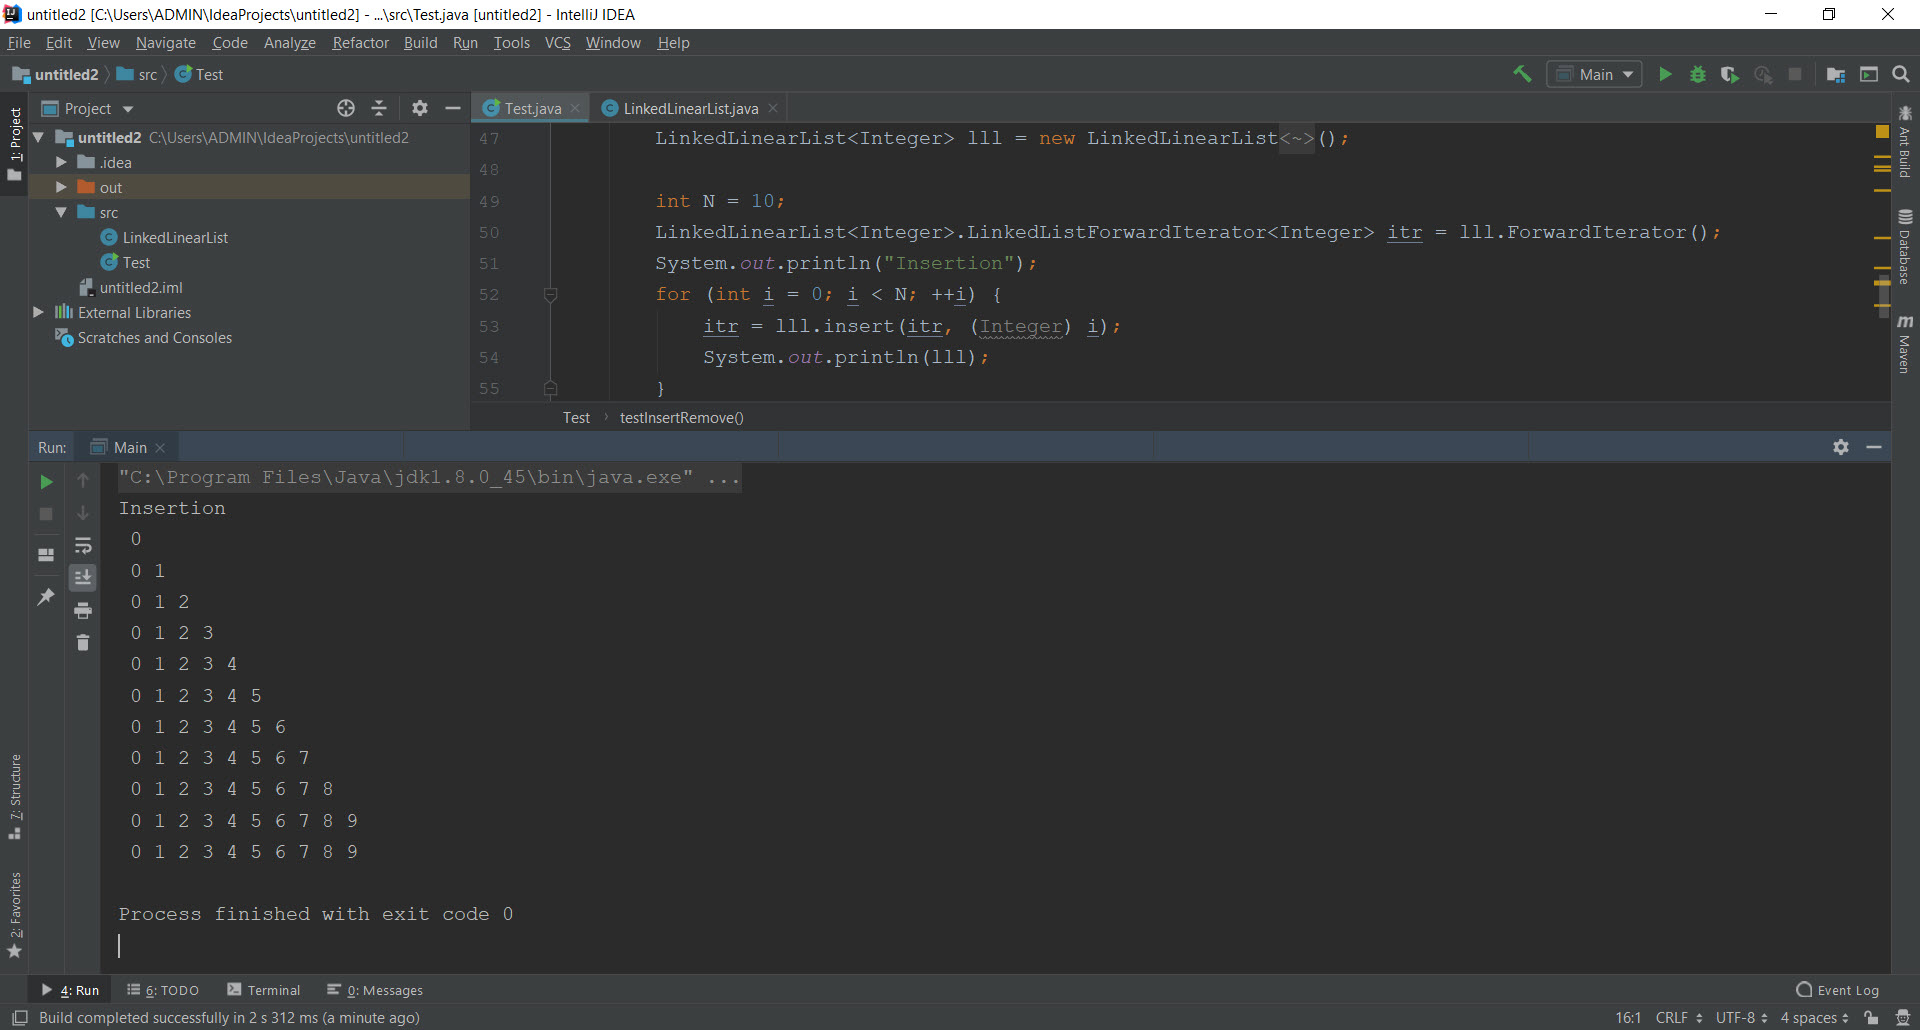 untitled2 [C:\Users\ADMIN\IdeaProjects\untitled2] - ...\src\Test.java [untitled2] - IntelliJ IDEA
File Edit View Navigate Code Analyze Refactor Build Run Tools VCS Window Help
untitled2 src Test Main
1: Project
Project
untitled2 C:\Users\ADMIN\IdeaProjects\untitled2
.idea
out
src
LinkedLinearList
Test
untitled2.iml
External Libraries
Scratches and Consoles
Test.java LinkedLinearList.java
47 LinkedLinearList<Integer> lll = new LinkedLinearList<~>();
48
49 int N = 10;
50 LinkedLinearList<Integer>.LinkedListForwardIterator<Integer> itr = lll.ForwardIterator();
51 System.out.println("Insertion");
52 for (int i = 0; i < N; ++i) {
53 itr = lll.insert(itr, (Integer) i);
54 System.out.println(lll);
55 }
Test › testInsertRemove()
Ant Build
Database
m Maven
Run: Main
"C:\Program Files\Java\jdk1.8.0_45\bin\java.exe" ...
Insertion
0
0 1
0 1 2
0 1 2 3
0 1 2 3 4
0 1 2 3 4 5
0 1 2 3 4 5 6
0 1 2 3 4 5 6 7
0 1 2 3 4 5 6 7 8
0 1 2 3 4 5 6 7 8 9
0 1 2 3 4 5 6 7 8 9
Process finished with exit code 0
7: Structure
2: Favorites
4: Run 6: TODO Terminal 0: Messages Event Log
Build completed successfully in 2 s 312 ms (a minute ago) 16:1 CRLF UTF-8 4 spaces